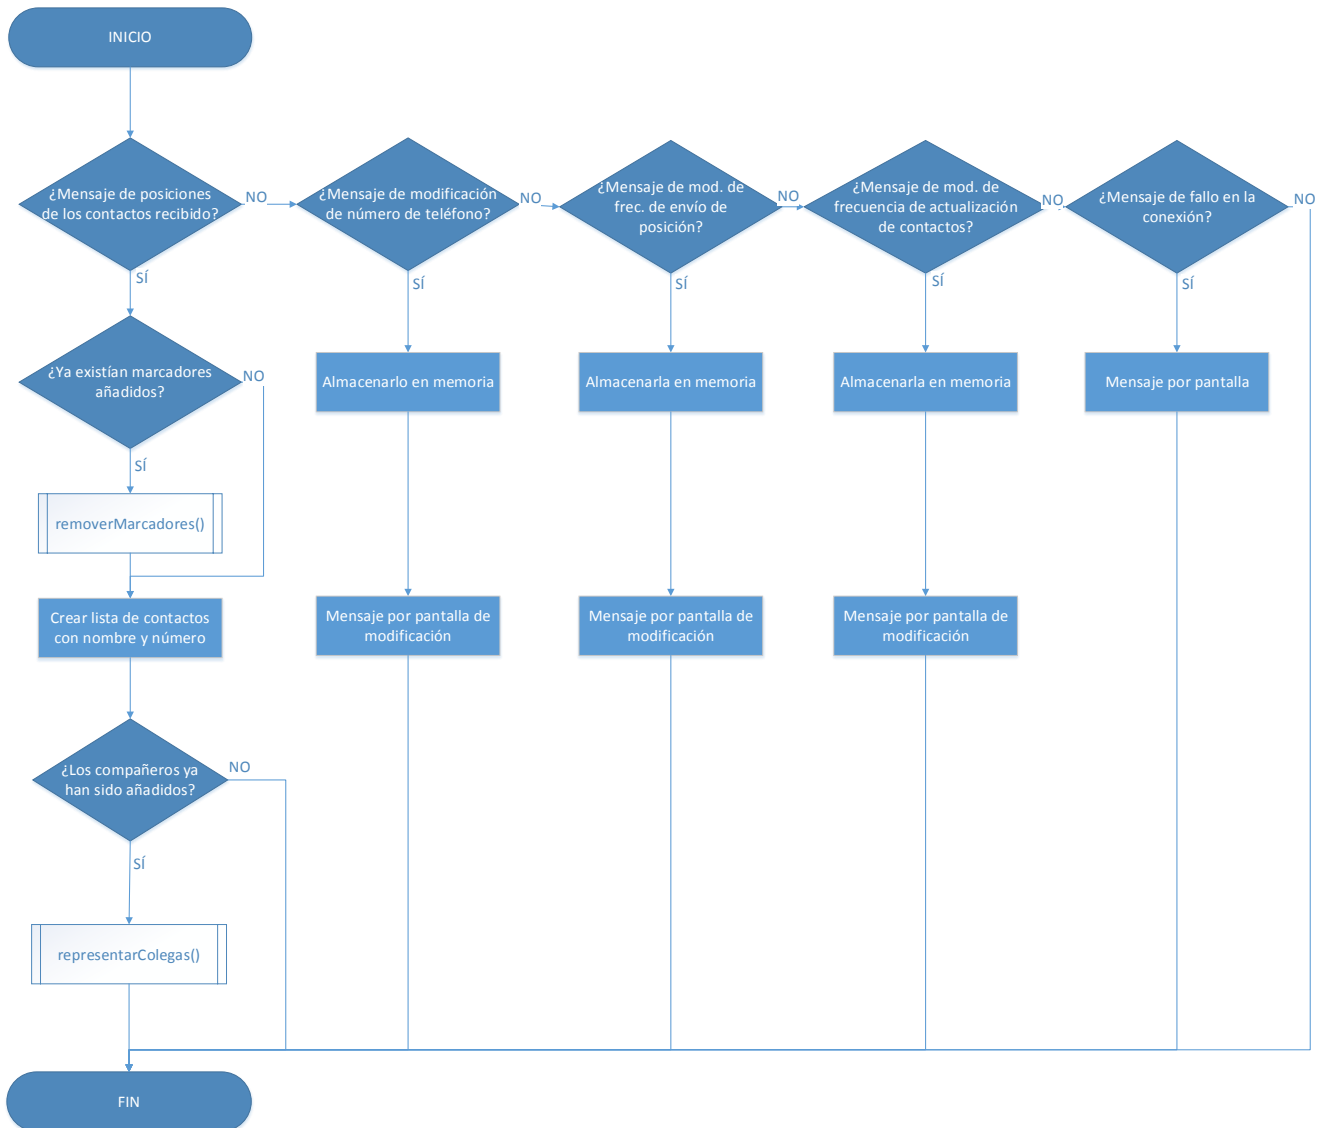 INICIO
¿Mensaje de posiciones
de los contactos recibido?
NO
¿Mensaje de modificación
de número de teléfono?
NO
¿Mensaje de mod. de
frec. de envío de
posición?
NO
¿Mensaje de mod. de
frecuencia de actualización
de contactos?
NO
¿Mensaje de fallo en la
conexión?
NO
SÍ
SÍ
SÍ
SÍ
SÍ
¿Ya existían marcadores
añadidos?
NO
Almacenarlo en memoria
Almacenarla en memoria
Almacenarla en memoria
Mensaje por pantalla
SÍ
removerMarcadores()
Crear lista de contactos
con nombre y número
Mensaje por pantalla de
modificación
Mensaje por pantalla de
modificación
Mensaje por pantalla de
modificación
¿Los compañeros ya
han sido añadidos?
NO
SÍ
representarColegas()
FIN